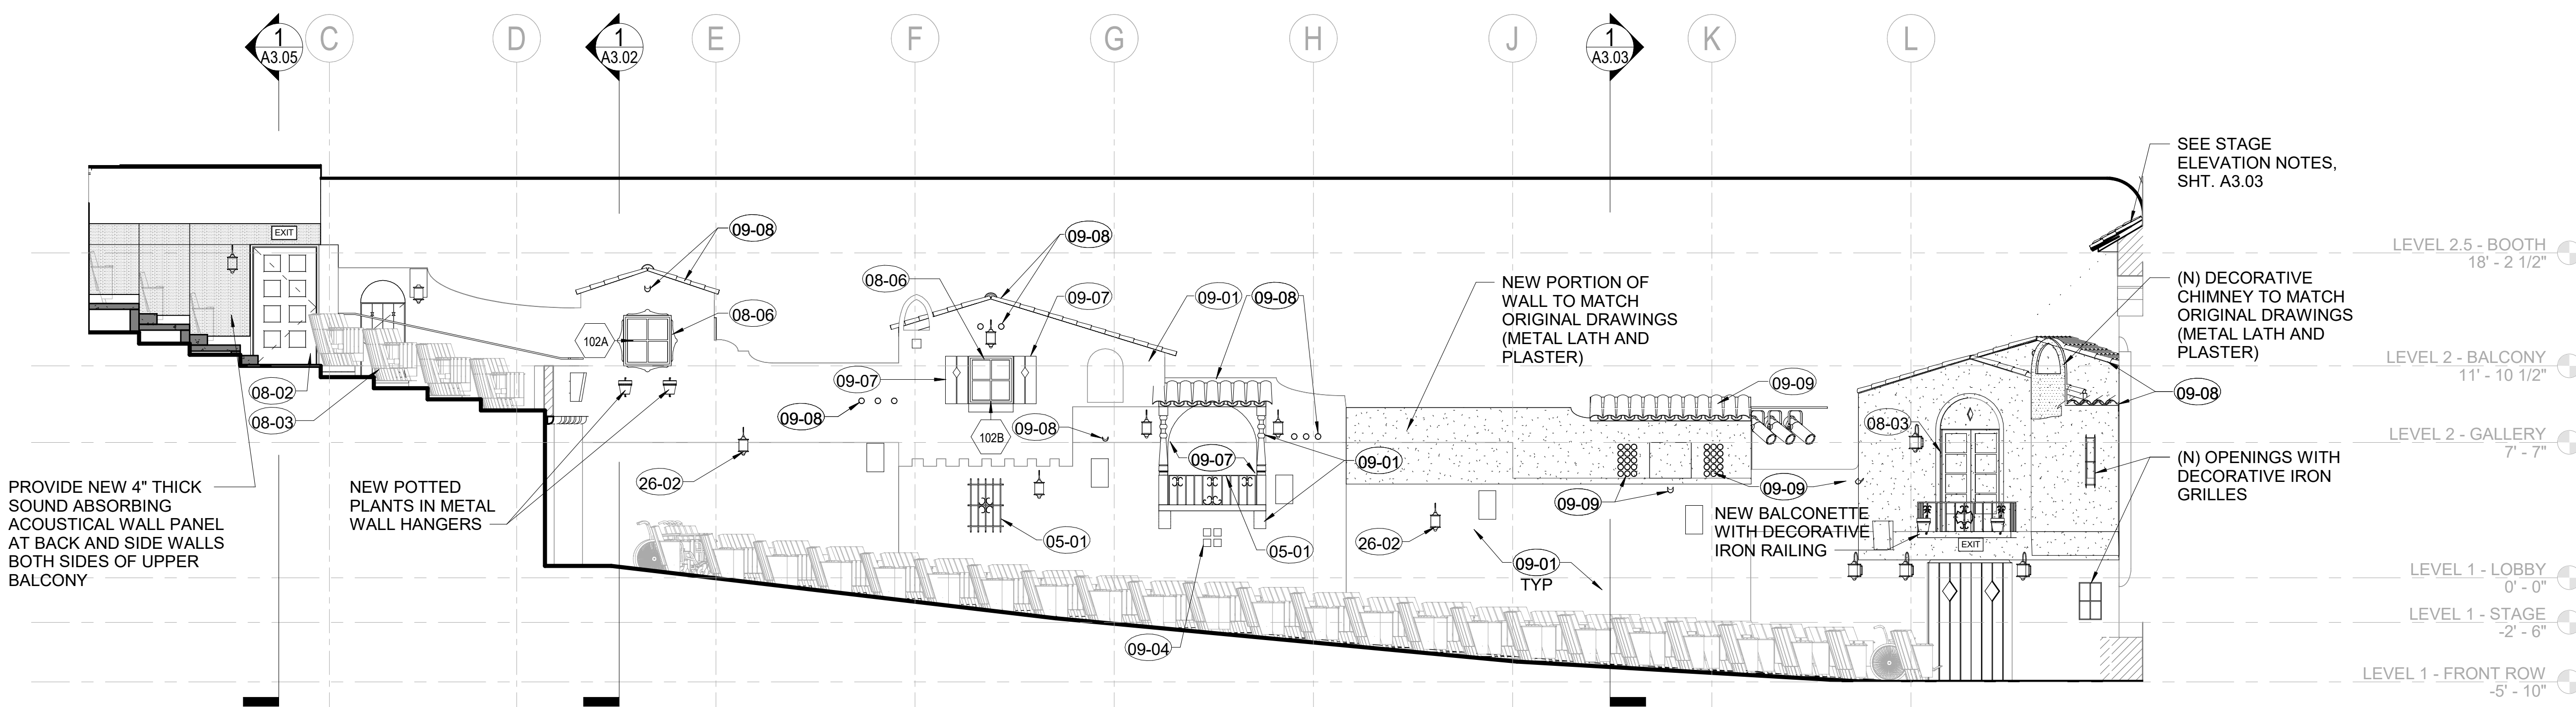 1
A3.05
C
D
1
A3.02
E
F
G
H
J
1
A3.03
K
L
SEE STAGE
ELEVATION NOTES,
SHT. A3.03
EXIT
09-08
09-08
LEVEL 2.5 - BOOTH
18' - 2 1/2"
08-06
09-07
09-01
09-08
NEW PORTION OF
WALL TO MATCH
ORIGINAL DRAWINGS
(METAL LATH AND
PLASTER)
(N) DECORATIVE
CHIMNEY TO MATCH
ORIGINAL DRAWINGS
(METAL LATH AND
PLASTER)
08-06
102A
LEVEL 2 - BALCONY
11' - 10 1/2"
08-02
08-03
09-07
09-08
09-09
09-08
102B
09-08
08-03
LEVEL 2 - GALLERY
7' - 7"
09-07
09-01
26-02
09-09
09-09
PROVIDE NEW 4" THICK
SOUND ABSORBING
ACOUSTICAL WALL PANEL
AT BACK AND SIDE WALLS
BOTH SIDES OF UPPER
BALCONY
NEW POTTED
PLANTS IN METAL
WALL HANGERS
(N) OPENINGS WITH
DECORATIVE IRON
GRILLES
NEW BALCONETTE
WITH DECORATIVE
IRON RAILING
05-01
05-01
26-02
EXIT
09-01
TYP
LEVEL 1 - LOBBY
0' - 0"
LEVEL 1 - STAGE
-2' - 6"
09-04
LEVEL 1 - FRONT ROW
-5' - 10"